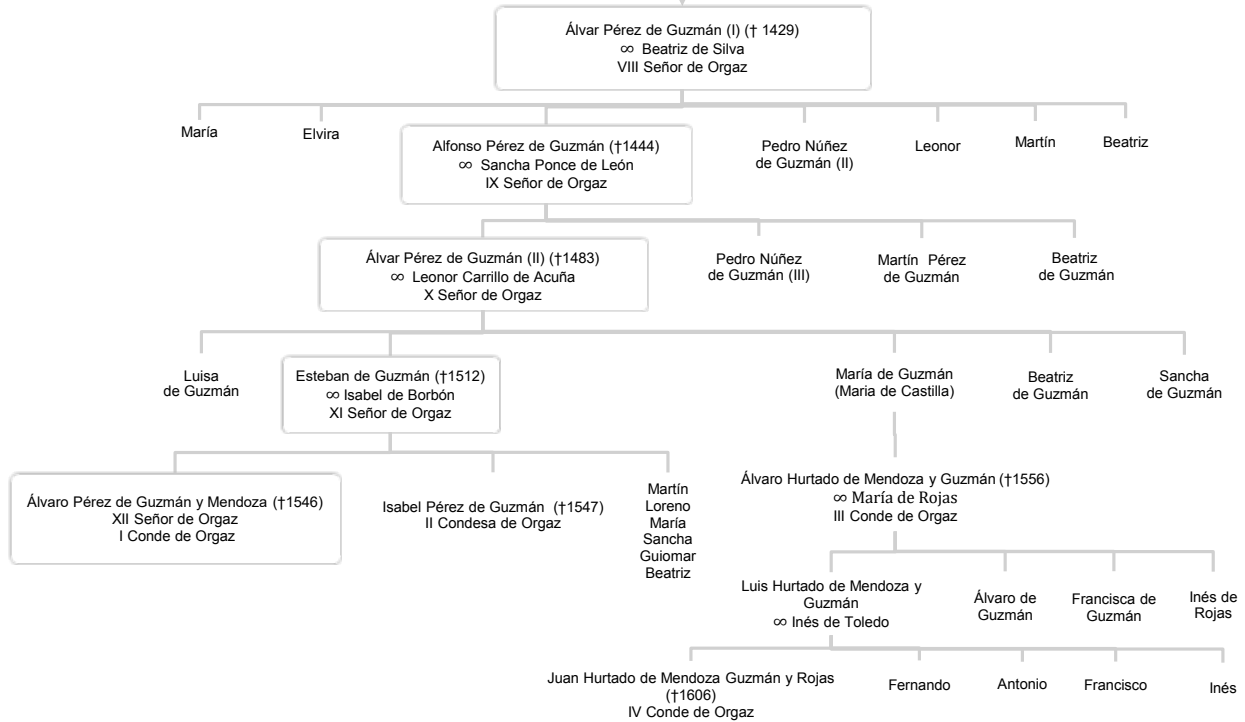 Álvar Pérez de Guzmán (I) († 1429)
∞ Beatriz de Silva
VIII Señor de Orgaz
María
Elvira
Alfonso Pérez de Guzmán (†1444)
∞ Sancha Ponce de León
IX Señor de Orgaz
Pedro Núñez
de Guzmán (II)
Leonor
Martín
Beatriz
Álvar Pérez de Guzmán (II) (†1483)
∞ Leonor Carrillo de Acuña
X Señor de Orgaz
Pedro Núñez
de Guzmán (III)
Martín Pérez
de Guzmán
Beatriz
de Guzmán
Luisa
de Guzmán
Esteban de Guzmán (†1512)
∞ Isabel de Borbón
XI Señor de Orgaz
María de Guzmán
(Maria de Castilla)
Beatriz
de Guzmán
Sancha
de Guzmán
Álvaro Pérez de Guzmán y Mendoza (†1546)
XII Señor de Orgaz
I Conde de Orgaz
Isabel Pérez de Guzmán (†1547)
II Condesa de Orgaz
Martín
Loreno
María
Sancha
Guiomar
Beatriz
Álvaro Hurtado de Mendoza y Guzmán (†1556)
∞ María de Rojas
III Conde de Orgaz
Luis Hurtado de Mendoza y
Guzmán
∞ Inés de Toledo
Álvaro de
Guzmán
Francisca de
Guzmán
Inés de
Rojas
Juan Hurtado de Mendoza Guzmán y Rojas
(†1606)
IV Conde de Orgaz
Fernando
Antonio
Francisco
Inés